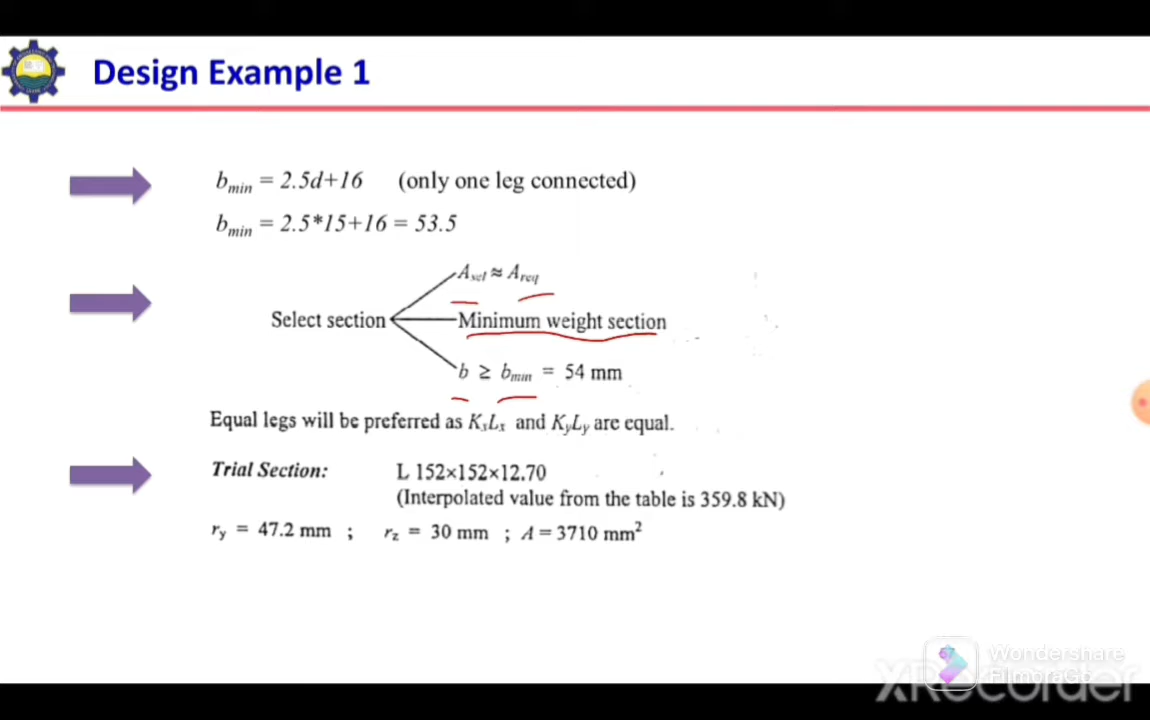 Design Example 1
b_min = 2.5d+16 (only one leg connected)
b_min = 2.5*15+16 = 53.5
A_sel ≈ A_req
Select section
Minimum weight section
b ≥ b_min = 54 mm
Equal legs will be preferred as K_xL_x and K_yL_y are equal.
Trial Section: L 152×152×12.70
(Interpolated value from the table is 359.8 kN)
r_y = 47.2 mm ; r_z = 30 mm ; A = 3710 mm²
Wondershare
FilmoraGo
XRecorder